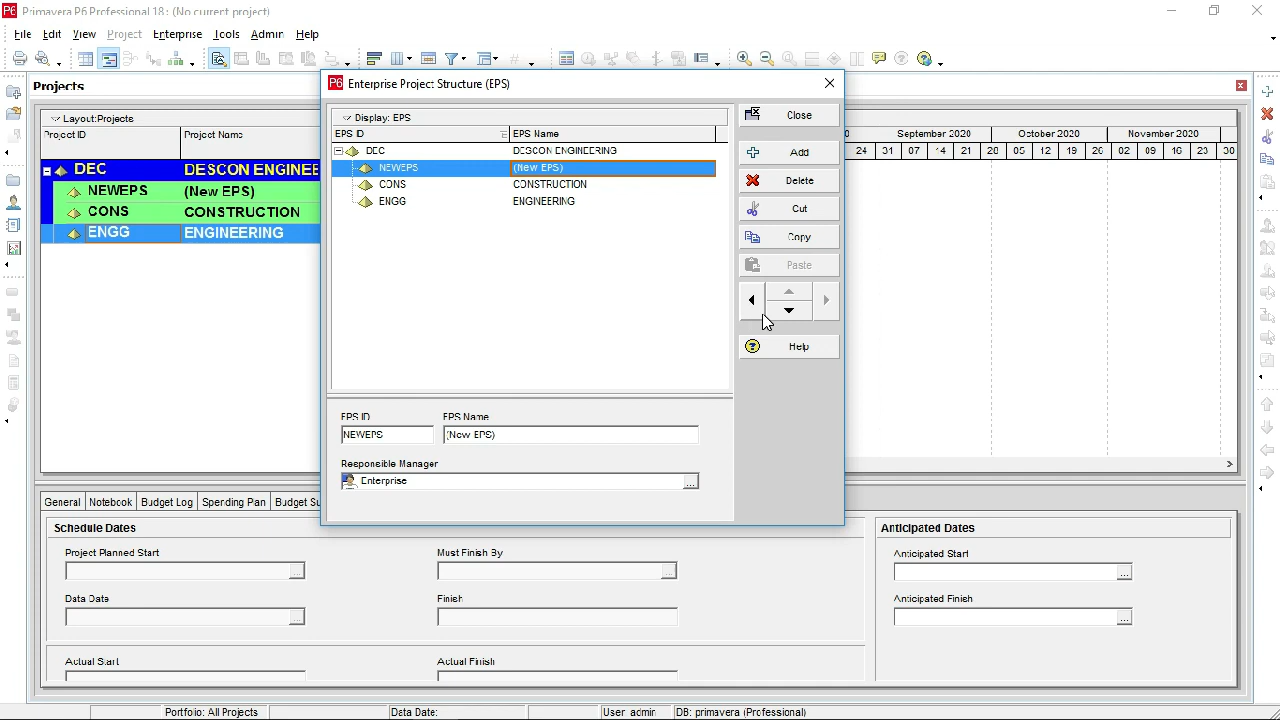 Primavera P6 Professional 18 : (No current project)
File Edit View Project Enterprise Tools Admin Help
Projects
Enterprise Project Structure (EPS)
Layout: Projects
Project ID Project Name
DEC DESCON ENGINEE
NEWEPS (New EPS)
CONS CONSTRUCTION
ENGG ENGINEERING
Display: EPS
EPS ID EPS Name
DEC DESCON ENGINEERING
NEWEPS (New EPS)
CONS CONSTRUCTION
ENGG ENGINEERING
Close
Add
Delete
Cut
Copy
Paste
Help
EPS ID EPS Name
NEWEPS (New EPS)
Responsible Manager
Enterprise
...
0 September 2020 October 2020 November 2020
24 31 07 14 21 28 05 12 19 26 02 09 16 23 30
General Notebook Budget Log Spending Plan Budget Su
Schedule Dates
Project Planned Start Must Finish By
Data Date Finish
Actual Start Actual Finish
Anticipated Dates
Anticipated Start
Anticipated Finish
Portfolio: All Projects Data Date: User: admin DB: primavera (Professional)